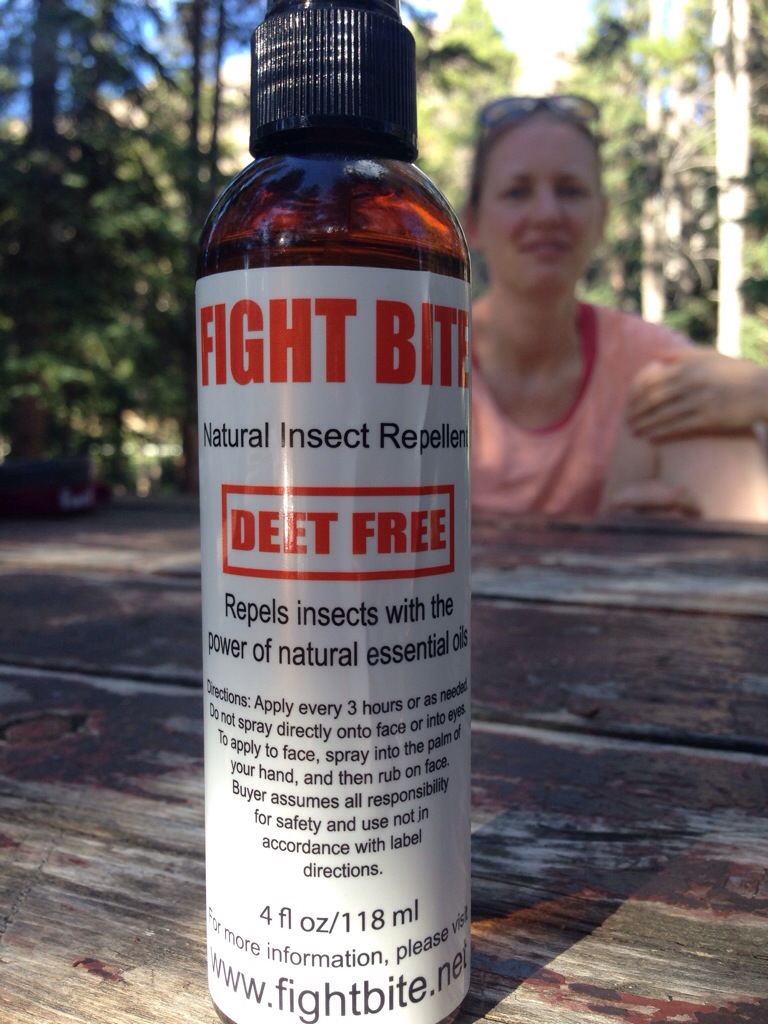 FIGHT BITE
Natural Insect Repellent
DEET FREE
Repels insects with the
power of natural essential oils
Directions: Apply every 3 hours or as needed.
Do not spray directly onto face or into eyes.
To apply to face, spray into the palm of
your hand, and then rub on face.
Buyer assumes all responsibility
for safety and use not in
accordance with label
directions.
4 fl oz/118 ml
For more information, please visit
www.fightbite.net